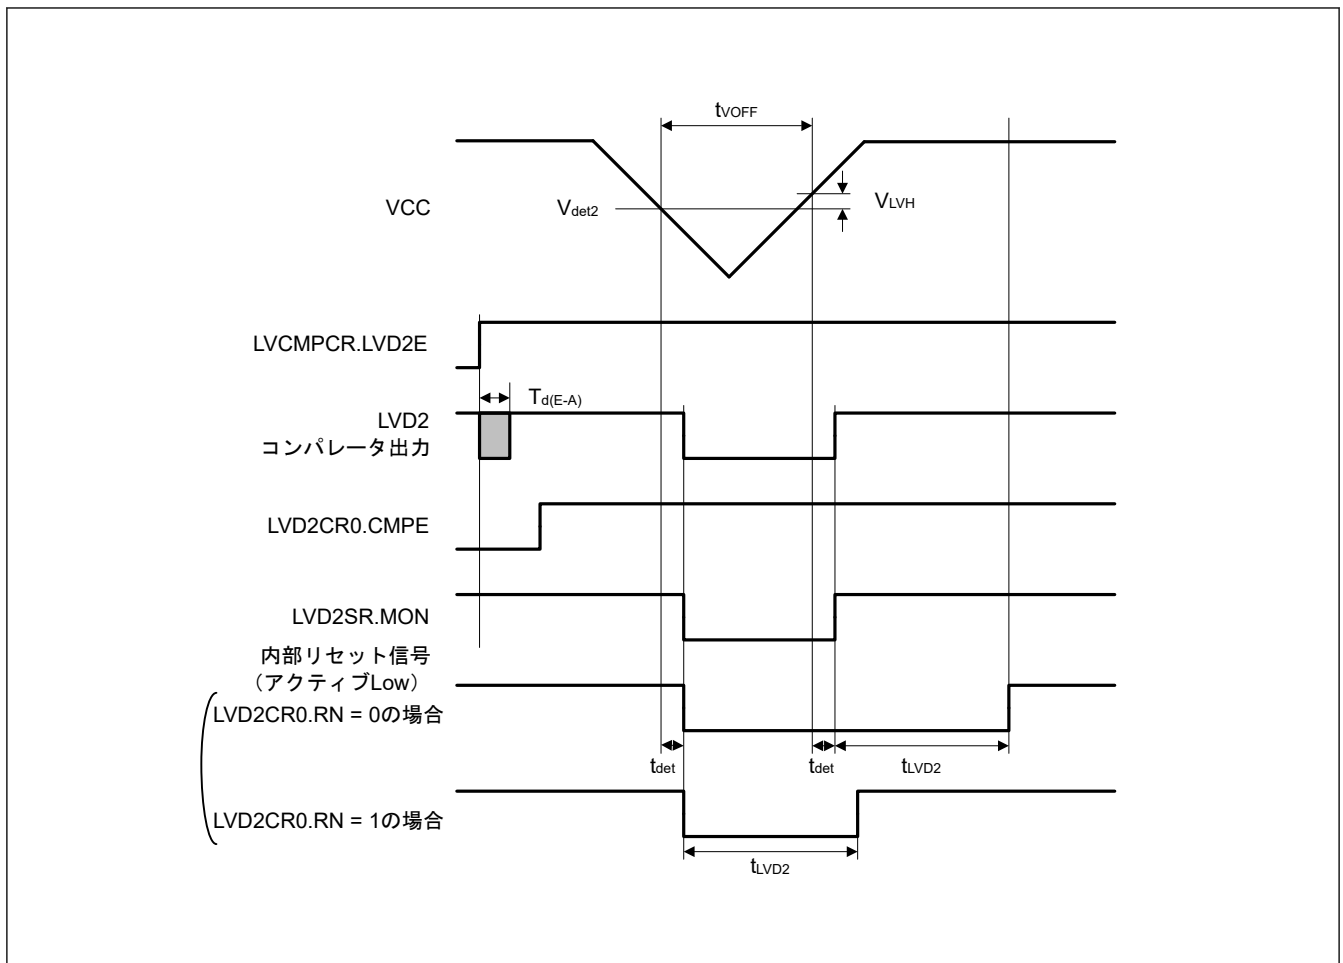 tVOFF
VCC
Vdet2
VLVH
LVCMPCR.LVD2E
Td(E-A)
LVD2
コンパレータ出力
LVD2CR0.CMPE
LVD2SR.MON
内部リセット信号
（アクティブLow）
LVD2CR0.RN = 0の場合
tdet
tdet
tLVD2
LVD2CR0.RN = 1の場合
tLVD2